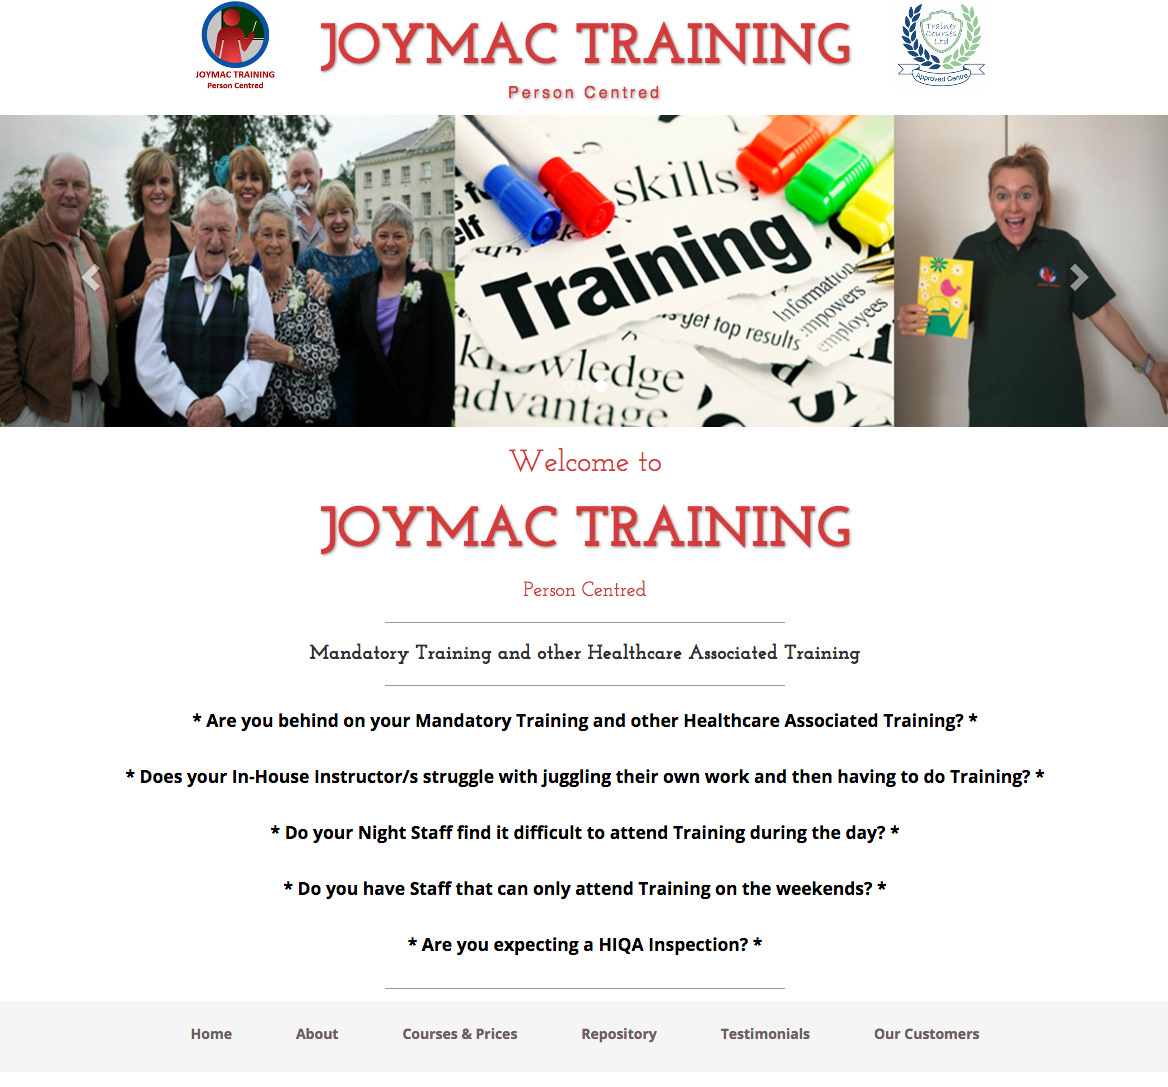 JOYMAC TRAINING
Person Centred
JOYMAC TRAINING
Person Centred
Trainer
Courses
Ltd
Approved Centre
skills
Training
Information
empowers
yet top results
employees
knowledge
advantage
Welcome to
JOYMAC TRAINING
Person Centred
Mandatory Training and other Healthcare Associated Training
* Are you behind on your Mandatory Training and other Healthcare Associated Training? *
* Does your In-House Instructor/s struggle with juggling their own work and then having to do Training? *
* Do your Night Staff find it difficult to attend Training during the day? *
* Do you have Staff that can only attend Training on the weekends? *
* Are you expecting a HIQA Inspection? *
Home About Courses & Prices Repository Testimonials Our Customers